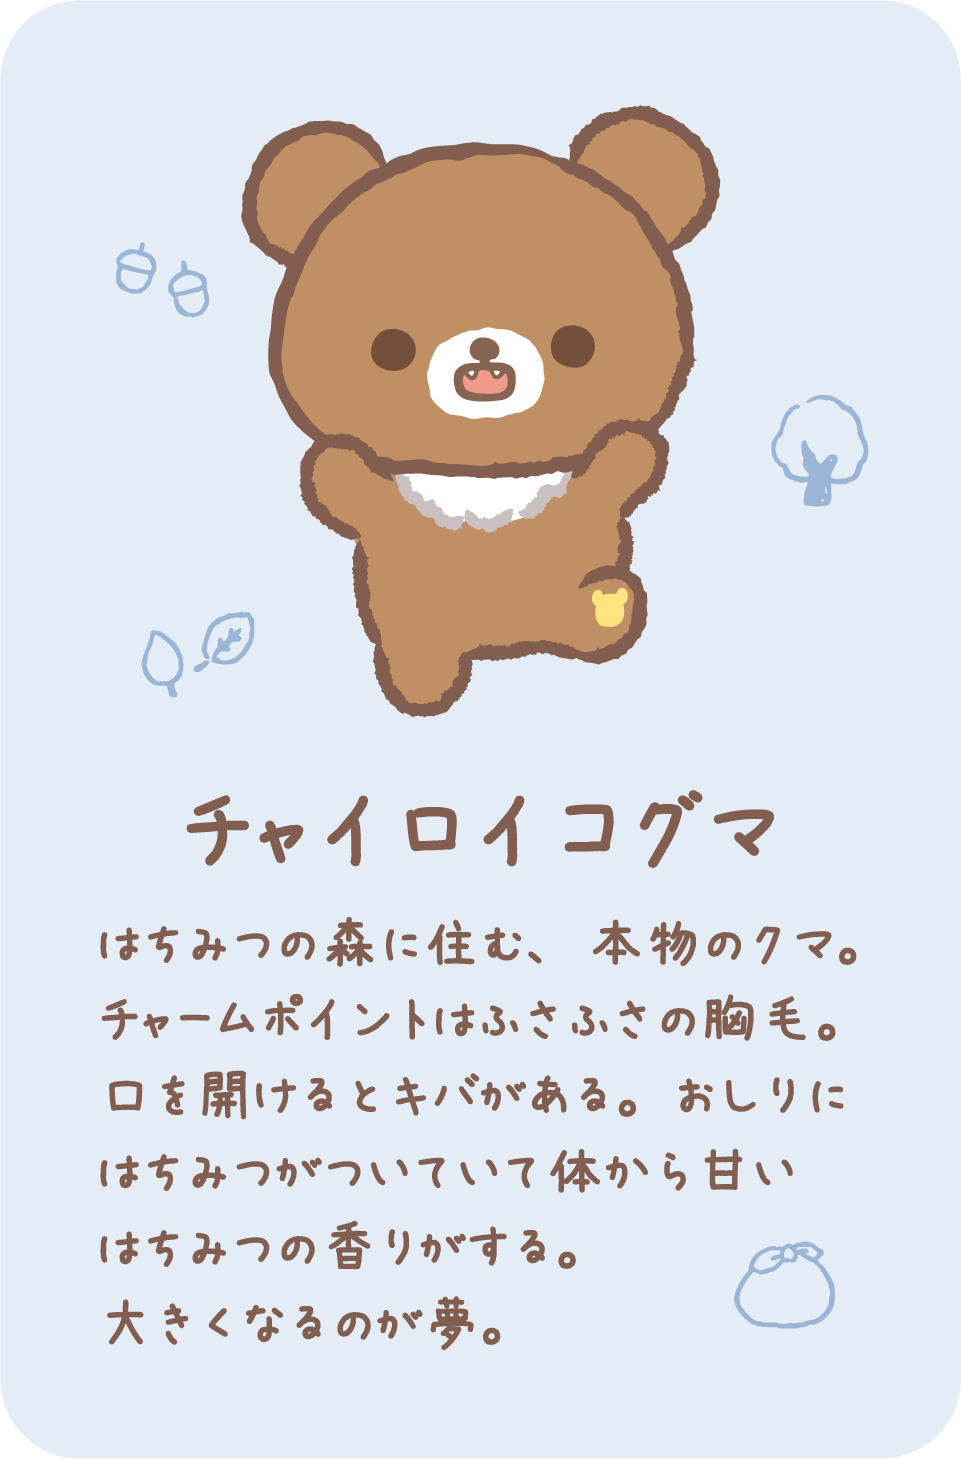 チャイロイコグマ
はちみつの森に住む、本物のクマ。
チャームポイントはふさふさの胸毛。
口を開けるとキバがある。おしりに
はちみつがついていて体から甘い
はちみつの香りがする。
大きくなるのが夢。